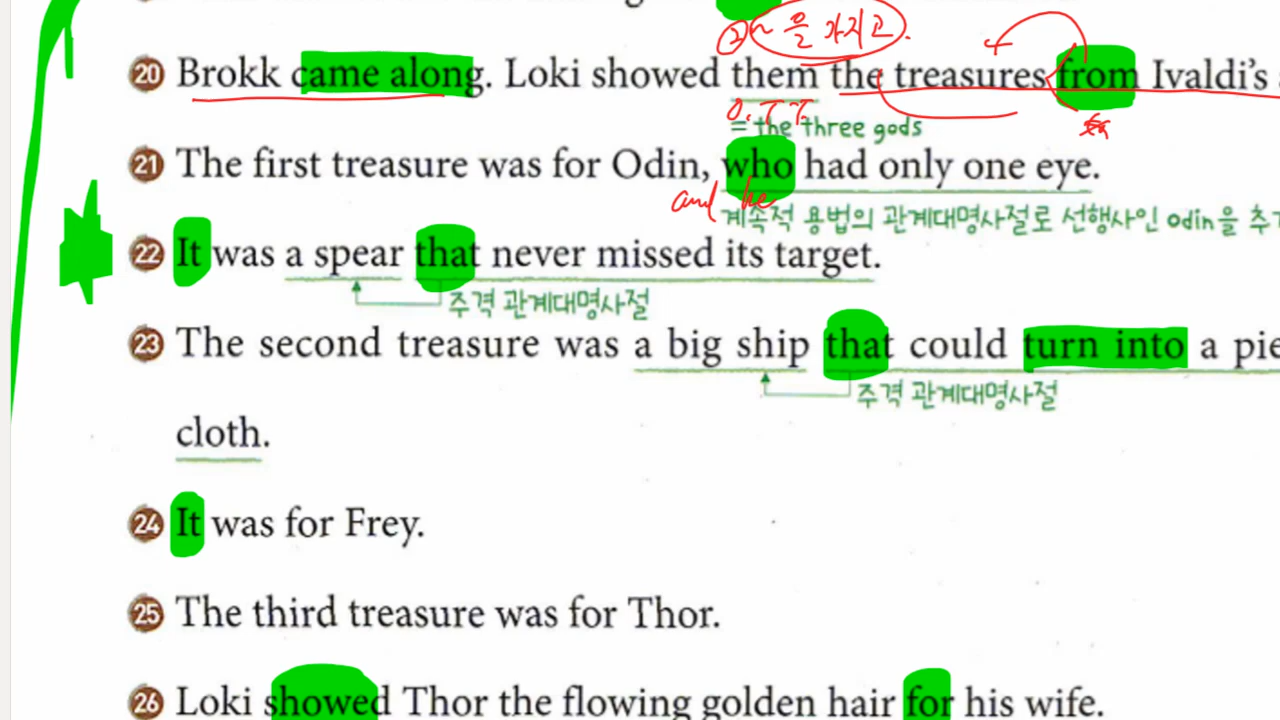 ② ~을 가지고.
20 Brokk came along. Loki showed them the treasures from Ivaldi's
= the three gods
21 The first treasure was for Odin, who had only one eye.
and he
계속적 용법의 관계대명사절로 선행사인 Odin을
22 It was a spear that never missed its target.
주격 관계대명사절
23 The second treasure was a big ship that could turn into a pie
주격 관계대명사절
cloth.
24 It was for Frey.
25 The third treasure was for Thor.
26 Loki showed Thor the flowing golden hair for his wife.